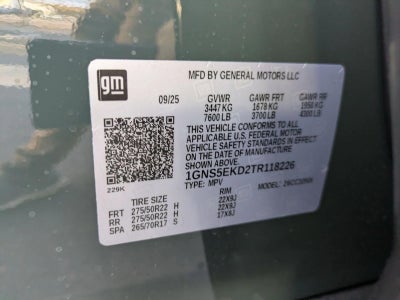 gm
MFD BY GENERAL MOTORS LLC
09/25 GVWR GAWR FRT GAWR RR
3447 KG 1678 KG 1950 KG
7600 LB 3700 LB 4300 LB
THIS VEHICLE CONFORMS TO ALL
APPLICABLE U.S. FEDERAL MOTOR
VEHICLE SAFETY STANDARDS IN EFFECT
ON THE DATE OF MANUFACTURE
SHOWN ABOVE.
1GNS5EKD2TR118226
229K
TYPE: MPV MODEL:
TIRE SIZE RIM
FRT 275/50R22 H 22X9J
RR 275/50R22 H 22X9J
SPA 265/70R17 S 17X8J